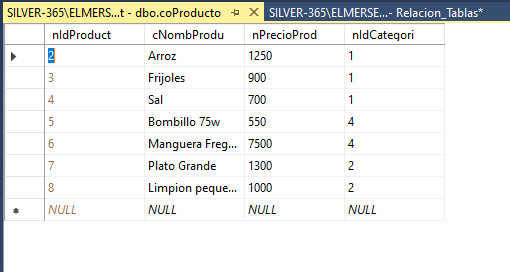 SILVER-365\ELMERS...t - dbo.coProducto SILVER-365\ELMERSE...- Relacion_Tablas*
nIdProduct cNombProdu nPrecioProd nIdCategori
2 Arroz 1250 1
3 Frijoles 900 1
4 Sal 700 1
5 Bombillo 75w 550 4
6 Manguera Freg... 7500 4
7 Plato Grande 1300 2
8 Limpion peque... 1000 2
NULL NULL NULL NULL